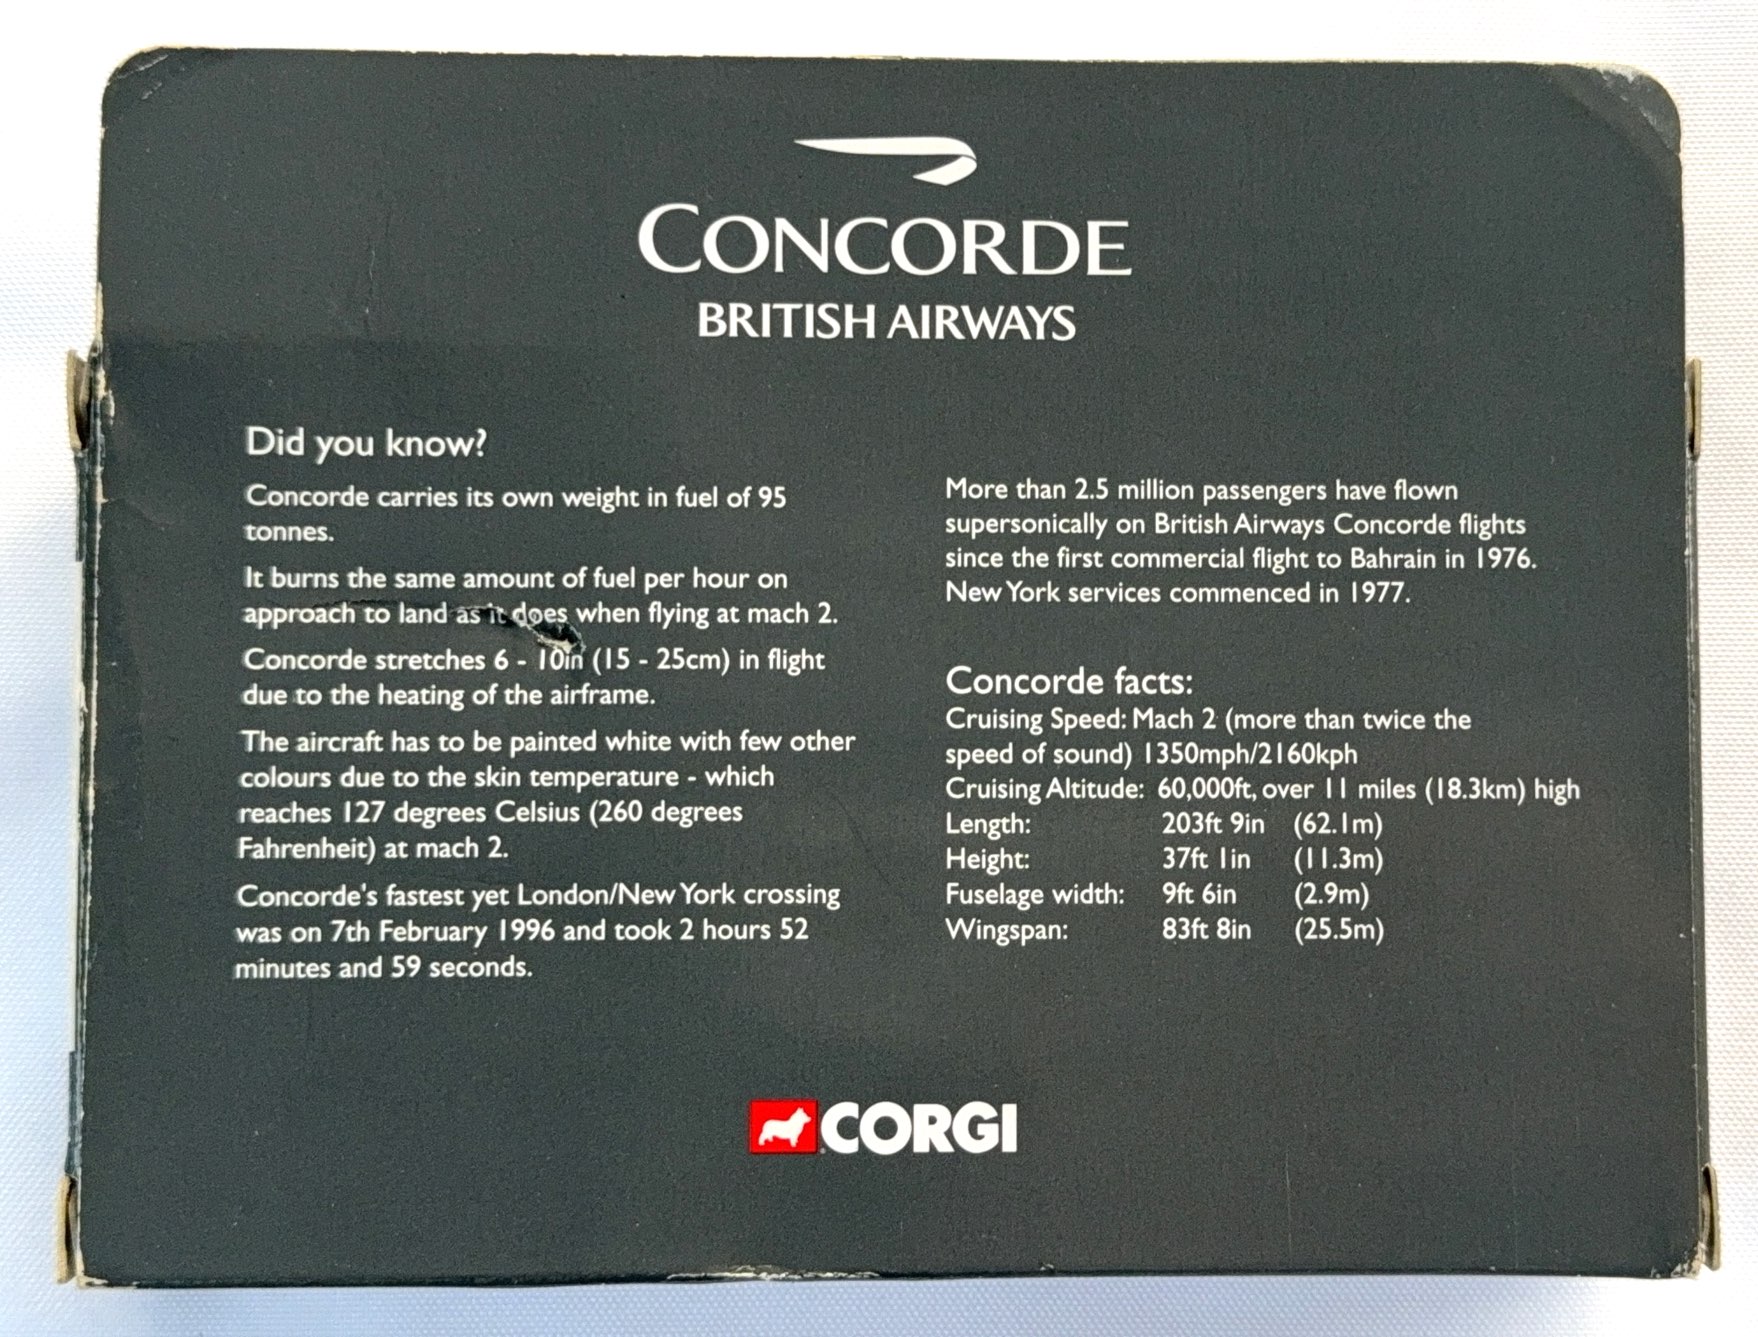 CONCORDE
BRITISH AIRWAYS
Did you know?
Concorde carries its own weight in fuel of 95
tonnes.
It burns the same amount of fuel per hour on
approach to land as it does when flying at mach 2.
Concorde stretches 6 - 10in (15 - 25cm) in flight
due to the heating of the airframe.
The aircraft has to be painted white with few other
colours due to the skin temperature - which
reaches 127 degrees Celsius (260 degrees
Fahrenheit) at mach 2.
Concorde's fastest yet London/New York crossing
was on 7th February 1996 and took 2 hours 52
minutes and 59 seconds.
More than 2.5 million passengers have flown
supersonically on British Airways Concorde flights
since the first commercial flight to Bahrain in 1976.
New York services commenced in 1977.
Concorde facts:
Cruising Speed: Mach 2 (more than twice the
speed of sound) 1350mph/2160kph
Cruising Altitude: 60,000ft, over 11 miles (18.3km) high
Length: 203ft 9in (62.1m)
Height: 37ft 1in (11.3m)
Fuselage width: 9ft 6in (2.9m)
Wingspan: 83ft 8in (25.5m)
CORGI